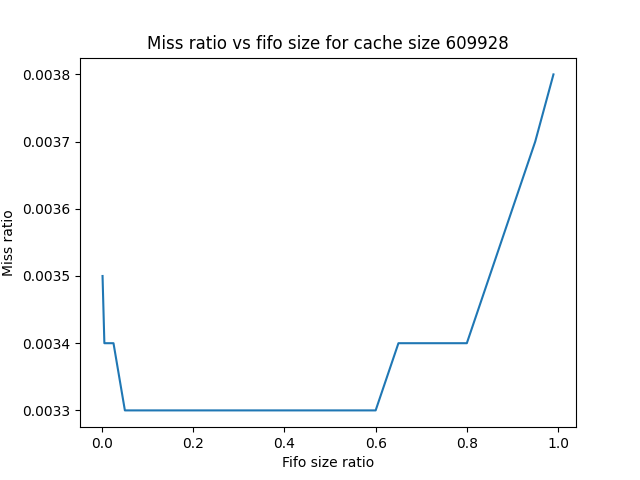 Miss ratio vs fifo size for cache size 609928
0.0038
0.0037
0.0036
0.0035
0.0034
0.0033
Miss ratio
0.0 0.2 0.4 0.6 0.8 1.0
Fifo size ratio